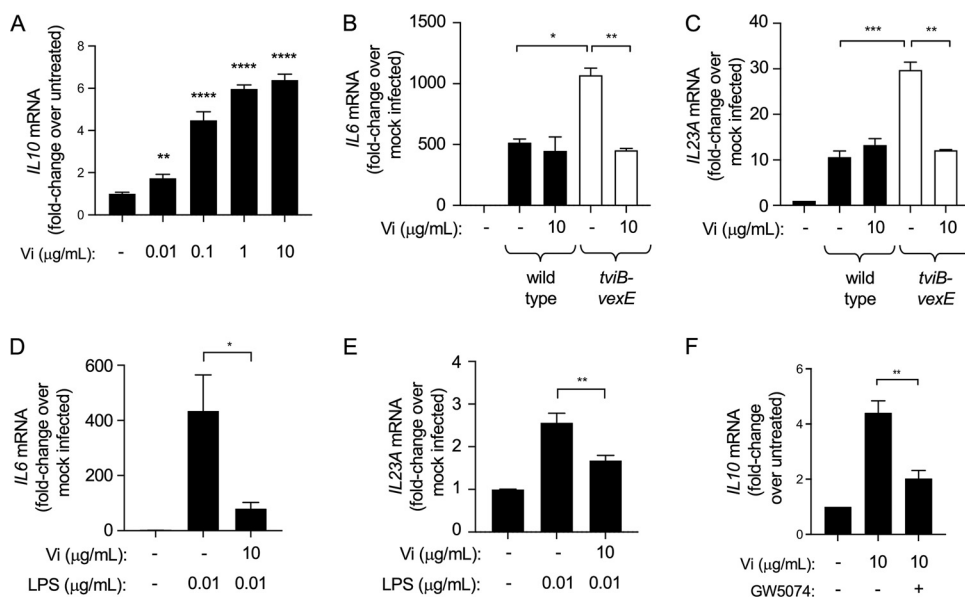 A
IL10 mRNA
(fold-change over untreated)
8
6
4
2
0
**
****
****
****
Vi (μg/mL): - 0.01 0.1 1 10
B
IL6 mRNA
(fold-change over
mock infected)
1500
1000
500
0
*
**
Vi (μg/mL): - - 10 - 10
wild
type
tviB-
vexE
C
IL23A mRNA
(fold-change over
mock infected)
40
30
20
10
0
***
**
Vi (μg/mL): - - 10 - 10
wild
type
tviB-
vexE
D
IL6 mRNA
(fold-change over
mock infected)
600
400
200
0
*
Vi (μg/mL): - - 10
LPS (μg/mL): - 0.01 0.01
E
IL23A mRNA
(fold-change over
mock infected)
4
3
2
1
0
**
Vi (μg/mL): - - 10
LPS (μg/mL): - 0.01 0.01
F
IL10 mRNA
(fold-change
over untreated)
6
4
2
0
**
Vi (μg/mL): - 10 10
GW5074: - - +